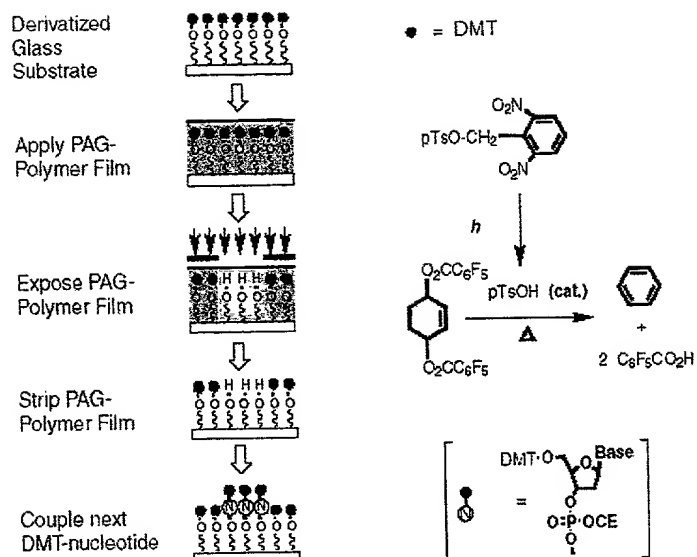 Derivatized
Glass
Substrate
O O O O O O O
● = DMT
Apply PAG-
Polymer Film
O O O O O O O
O₂N
pTsO-CH₂
O₂N
h
Expose PAG-
Polymer Film
H H H
O O O O O O O
O₂CC₆F₅
pTsOH (cat.)
Δ
O₂CC₆F₅
+
2 C₆F₅CO₂H
Strip PAG-
Polymer Film
H H H
O O O O O O O
Couple next
DMT-nucleotide
N N N
O O O O O O O
N
=
DMT-O
O
Base
O
O=P-OCE
O